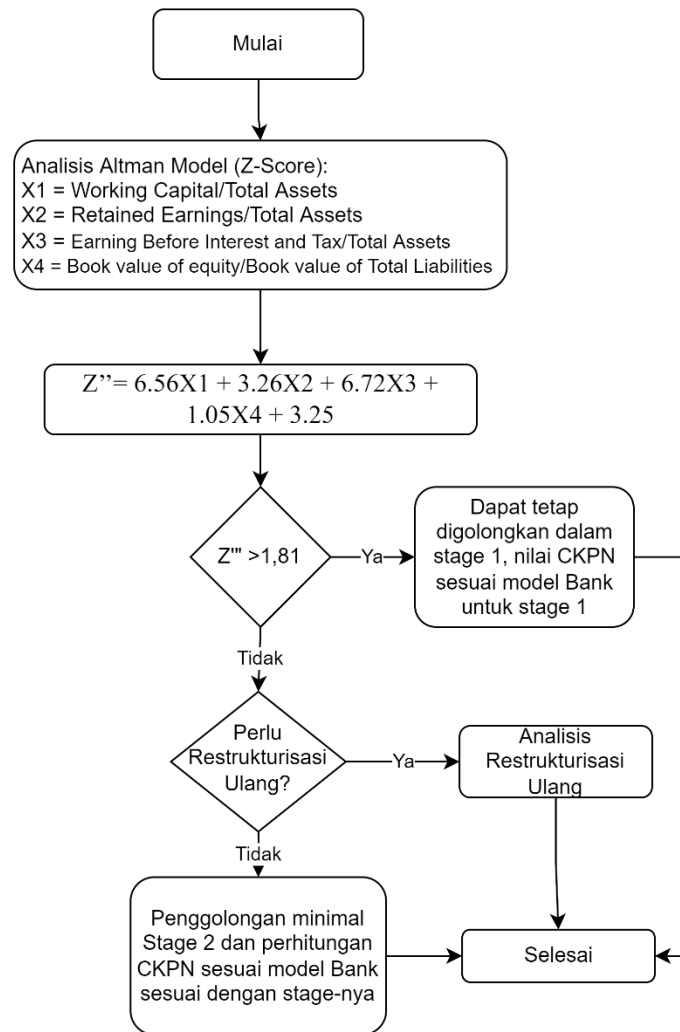 Mulai
Analisis Altman Model (Z-Score):
X1 = Working Capital/Total Assets
X2 = Retained Earnings/Total Assets
X3 = Earning Before Interest and Tax/Total Assets
X4 = Book value of equity/Book value of Total Liabilities
Z’’= 6.56X1 + 3.26X2 + 6.72X3 +
1.05X4 + 3.25
Z''' >1,81
Ya
Dapat tetap
digolongkan dalam
stage 1, nilai CKPN
sesuai model Bank
untuk stage 1
Tidak
Perlu
Restrukturisasi
Ulang?
Ya
Analisis
Restrukturisasi
Ulang
Tidak
Penggolongan minimal
Stage 2 dan perhitungan
CKPN sesuai model Bank
sesuai dengan stage-nya
Selesai